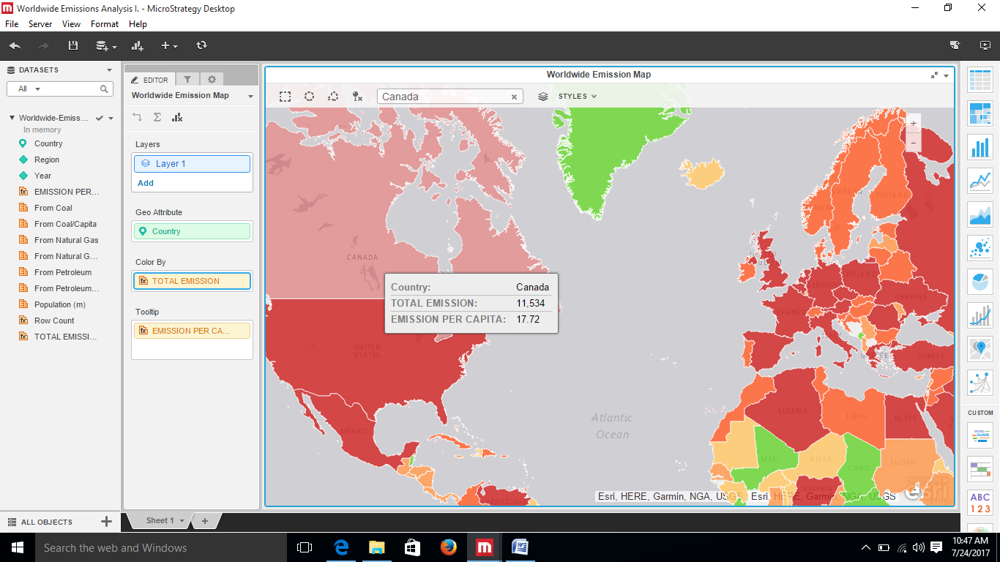 Worldwide Emissions Analysis I. - MicroStrategy Desktop
File Server View Format Help
DATASETS
All
Worldwide-Emiss...
In memory
Country
Region
Year
EMISSION PER...
From Coal
From Coal/Capita
From Natural Gas
From Natural G...
From Petroleum
From Petroleum...
Population (m)
Row Count
TOTAL EMISSI...
ALL OBJECTS
EDITOR
Worldwide Emission Map
Layers
Layer 1
Add
Geo Attribute
Country
Color By
TOTAL EMISSION
Tooltip
EMISSION PER CA...
Worldwide Emission Map
Canada
STYLES
CANADA
Country: Canada
TOTAL EMISSION: 11,534
EMISSION PER CAPITA: 17.72
UNITED
STATES
MEXICO
VENEZUELA
Atlantic
Ocean
SWEDEN
FINLAND
POLAND
UKRAINE
FRANCE
TURKEY
ALGERIA
LIBYA
EGYPT
MALI
NIGER
CHAD
SUDAN
Esri, HERE, Garmin, NGA, USGS
Esri, HERE, Garmin, NGA, USGS
esri
CUSTOM
WORD
CLOUD
ABC
123
Sheet 1
Search the web and Windows
10:47 AM
7/24/2017